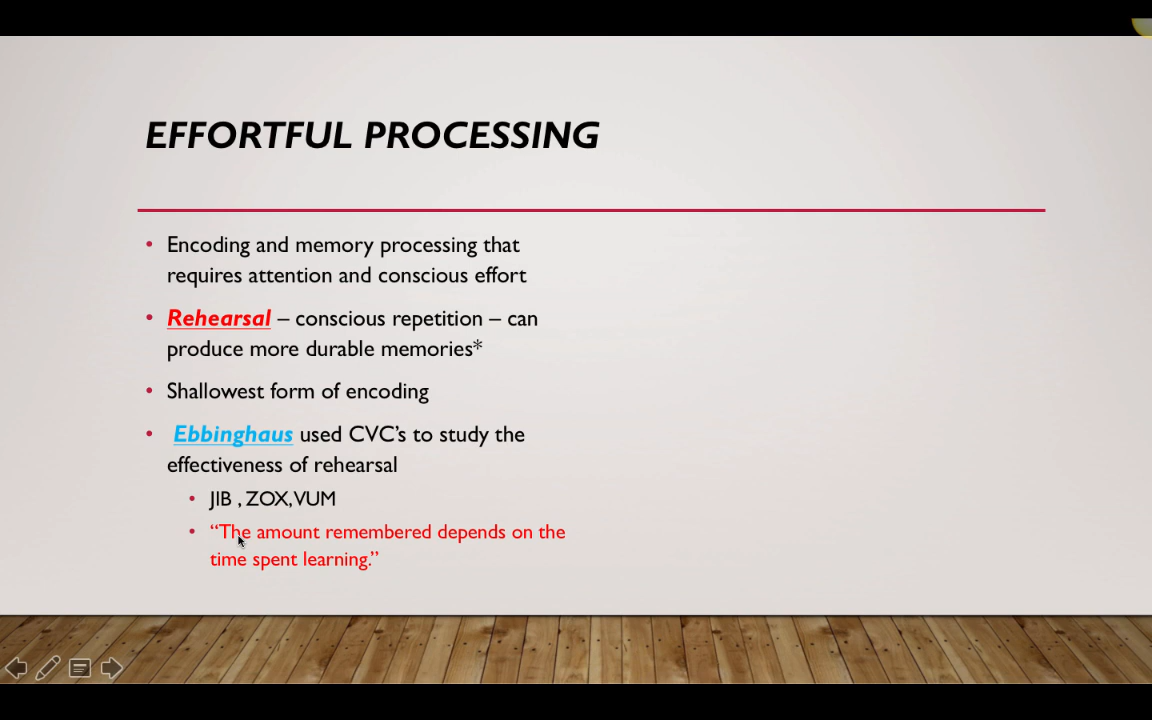 EFFORTFUL PROCESSING
• Encoding and memory processing that
requires attention and conscious effort
• Rehearsal – conscious repetition – can
produce more durable memories*
• Shallowest form of encoding
• Ebbinghaus used CVC’s to study the
effectiveness of rehearsal
• JIB , ZOX, VUM
• “The amount remembered depends on the
time spent learning.”